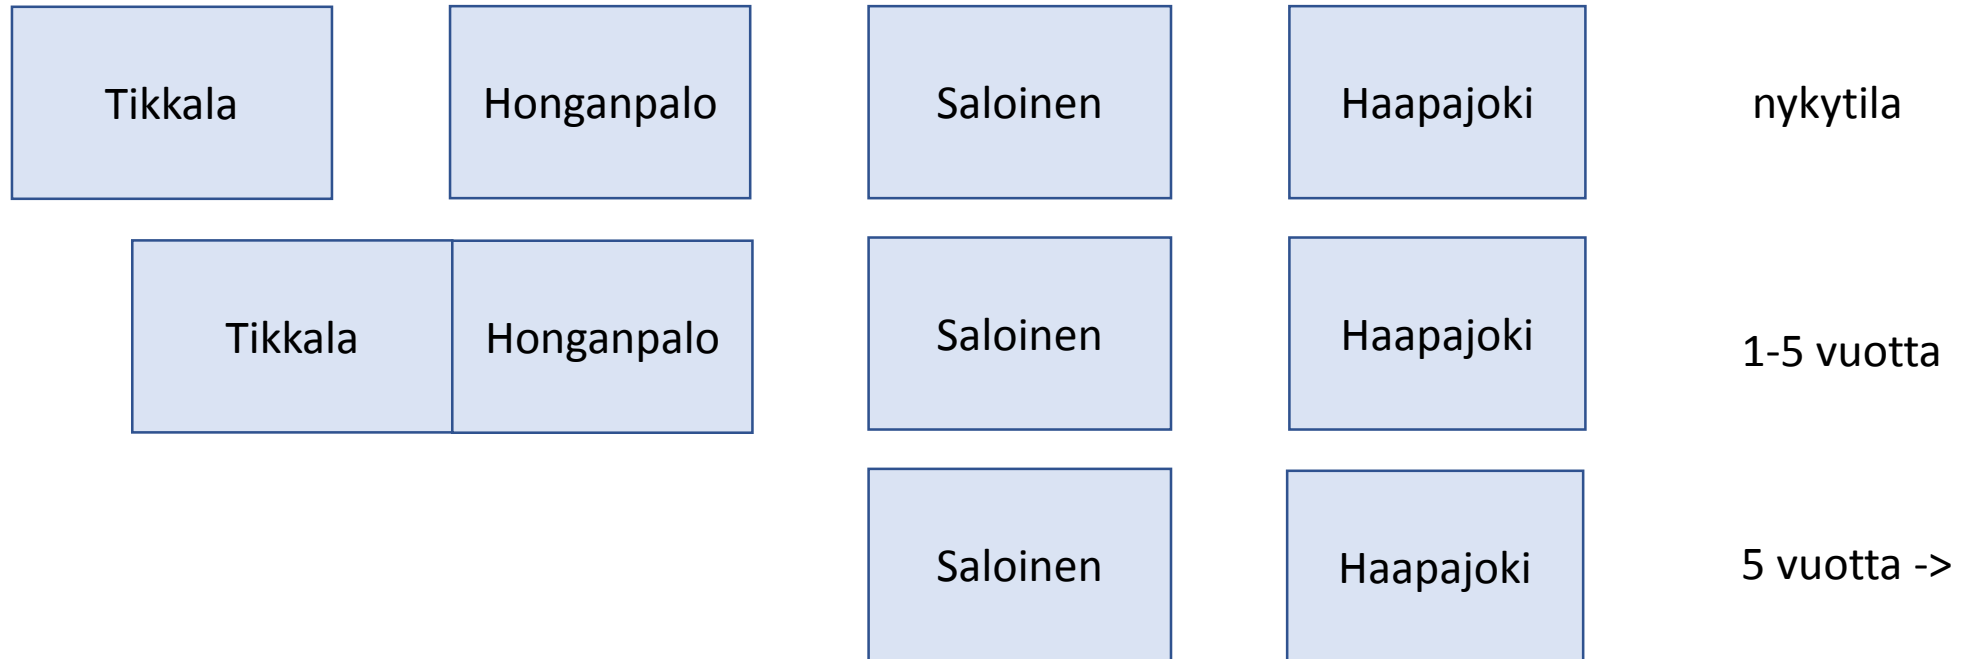 Tikkala Honganpalo Saloinen Haapajoki nykytila
Tikkala Honganpalo Saloinen Haapajoki 1-5 vuotta
Saloinen Haapajoki 5 vuotta ->